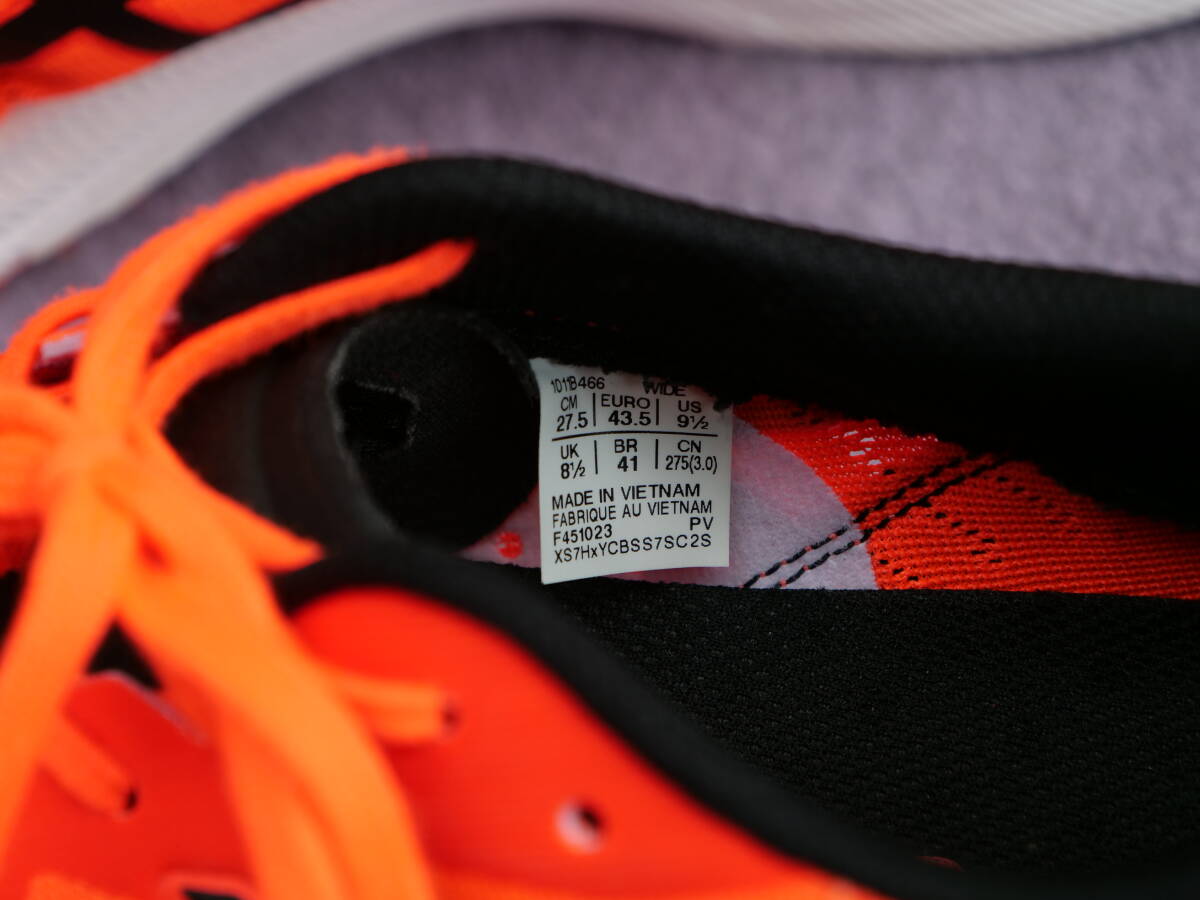 1011B466 WIDE
CM EURO US
27.5 43.5 9½
UK BR CN
8½ 41 275(3.0)
MADE IN VIETNAM
FABRIQUE AU VIETNAM
F451023 PV
XS7HxYCBSS7SC2S